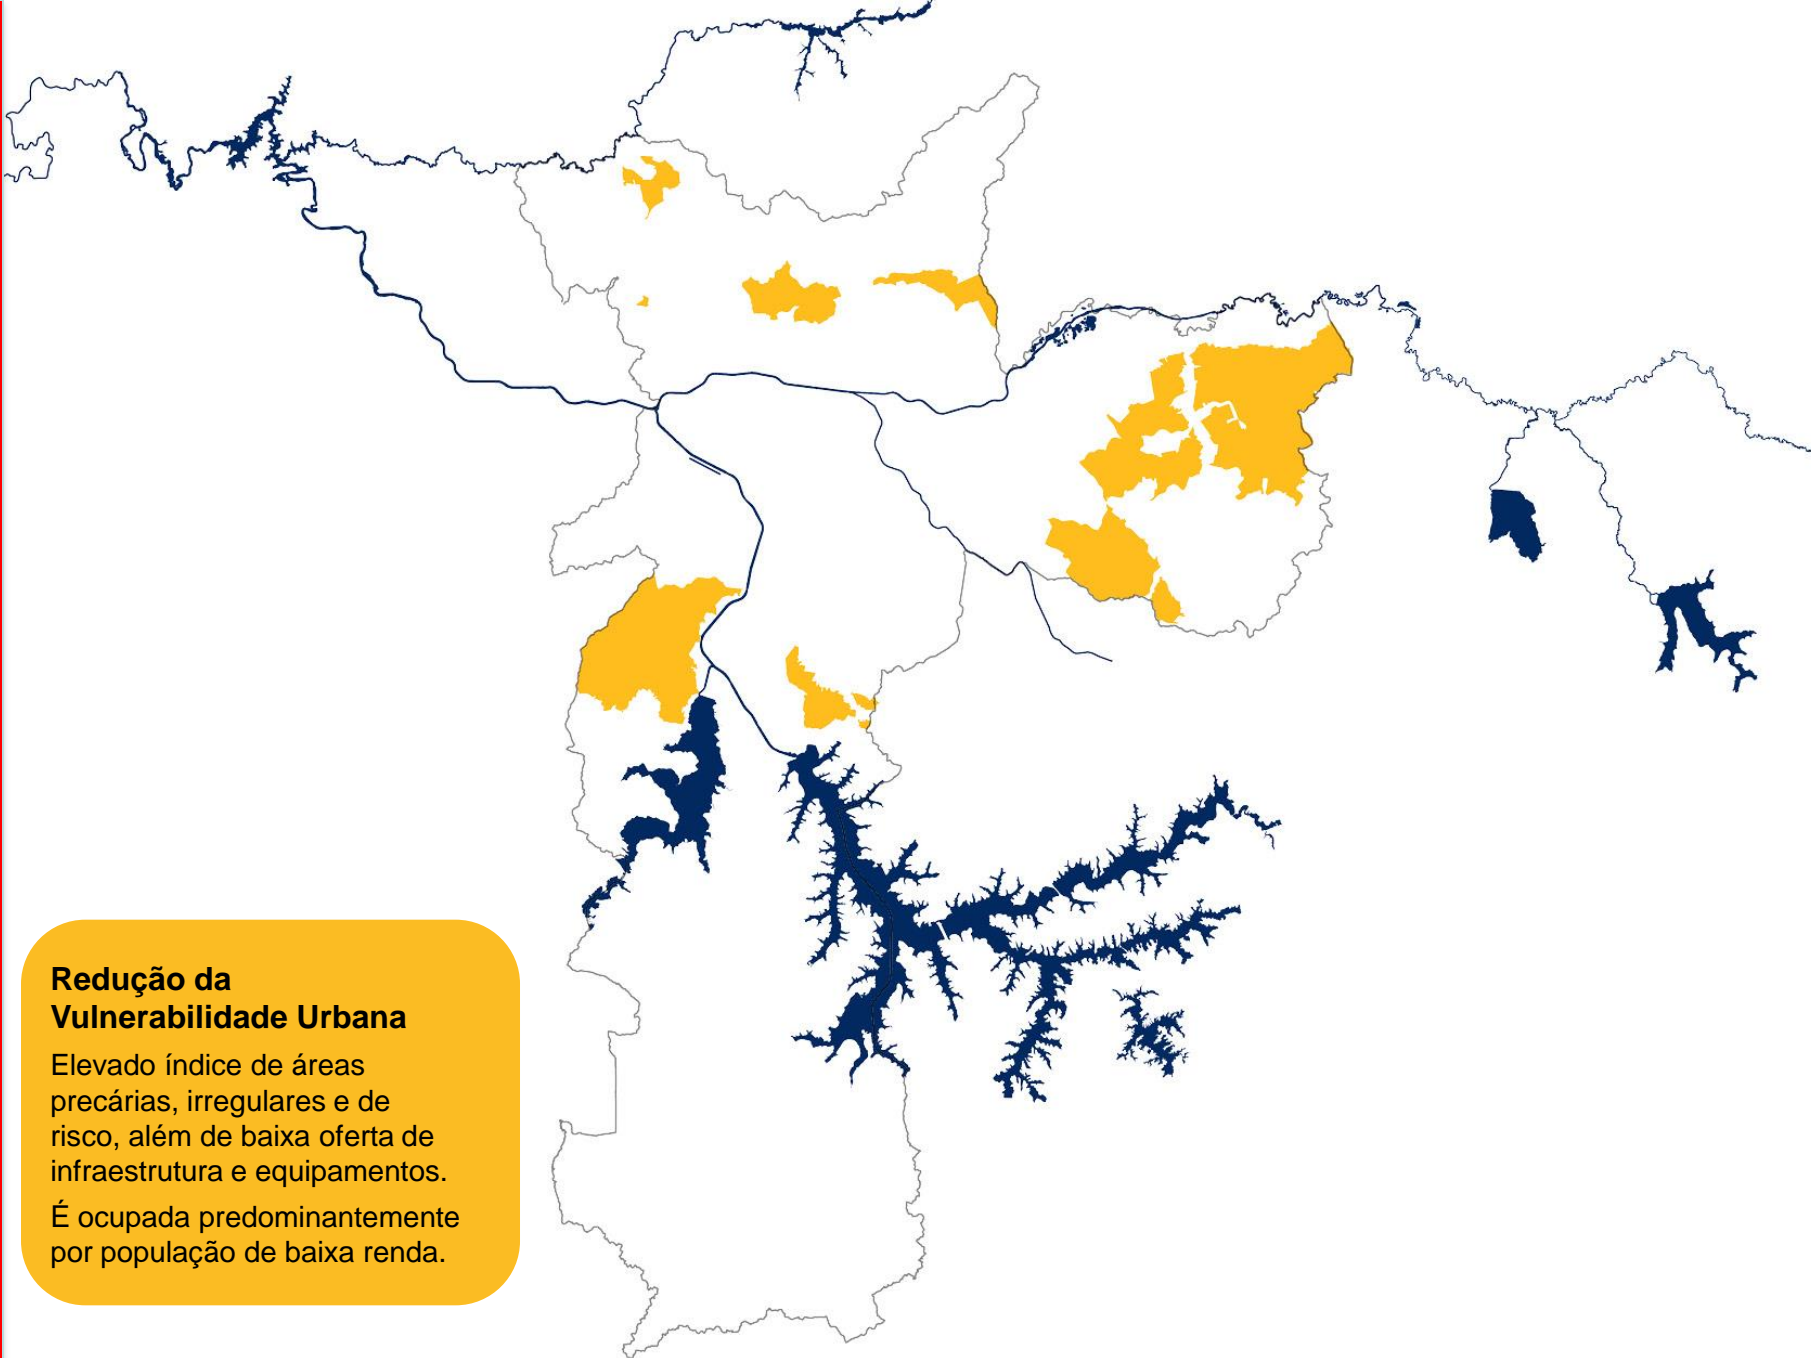 Redução da
Vulnerabilidade Urbana
Elevado índice de áreas
precárias, irregulares e de
risco, além de baixa oferta de
infraestrutura e equipamentos.
É ocupada predominantemente
por população de baixa renda.